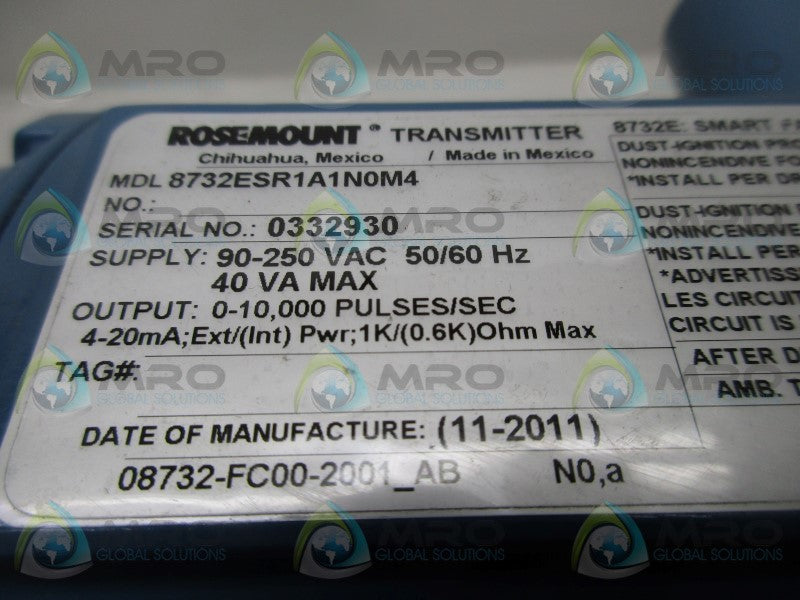 ROSEMOUNT® TRANSMITTER
Chihuahua, Mexico / Made in Mexico
MDL 8732ESR1A1N0M4
NO.:
SERIAL NO.: 0332930
SUPPLY: 90-250 VAC 50/60 Hz
40 VA MAX
OUTPUT: 0-10,000 PULSES/SEC
4-20mA;Ext/(Int) Pwr;1K/(0.6K)Ohm Max
TAG#:
DATE OF MANUFACTURE: (11-2011)
08732-FC00-2001_AB N0,a
8732E: SMART
DUST-IGNITION
NONINCENDIVE
*INSTALL PER
DUST-IGNITION
NONINCENDIVE
*INSTALL PER
*ADVERTISS
LES CIRCUIT
CIRCUIT IS
AFTER
AMB.
MRO
GLOBAL SOLUTIONS